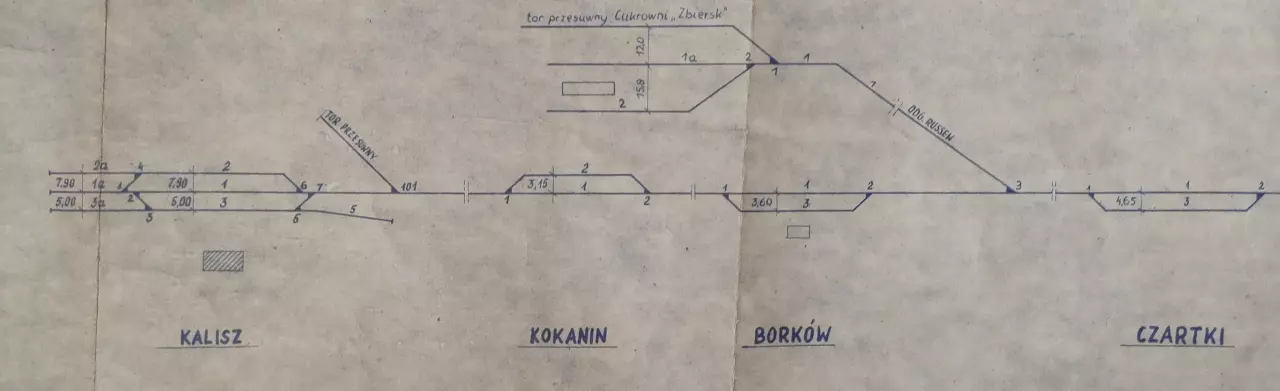 tor przesuwny Cukrowni „Zbiersk"
12,0
1a 2 1 1
15,8
2
1
ODG. RUSSEW
TOR PRZESUWNY
2a 4 2
7.90 1a 1 7,90 1 6 7 101
5,00 3a 2 5,00 3
3 5 5
2
3,15 1
1 2
1 1 2 3
3,60 3
1 1 2
4,65 3
KALISZ KOKANIN BORKÓW CZARTKI